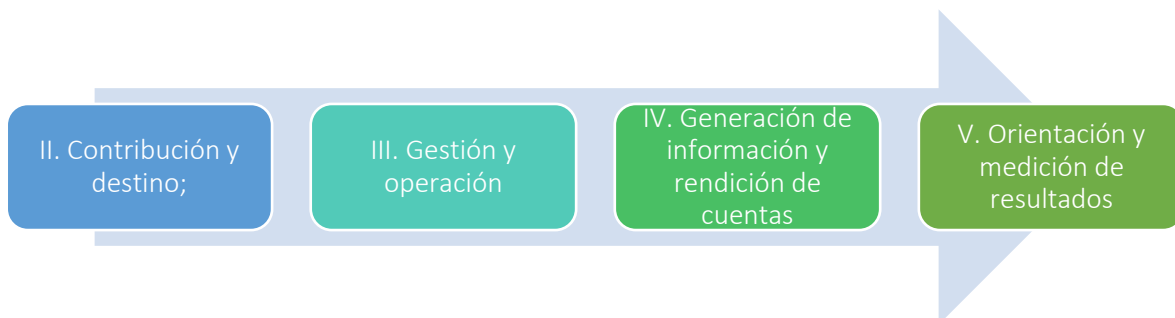 II. Contribución y
destino;
III. Gestión y
operación
IV. Generación de
información y
rendición de
cuentas
V. Orientación y
medición de
resultados